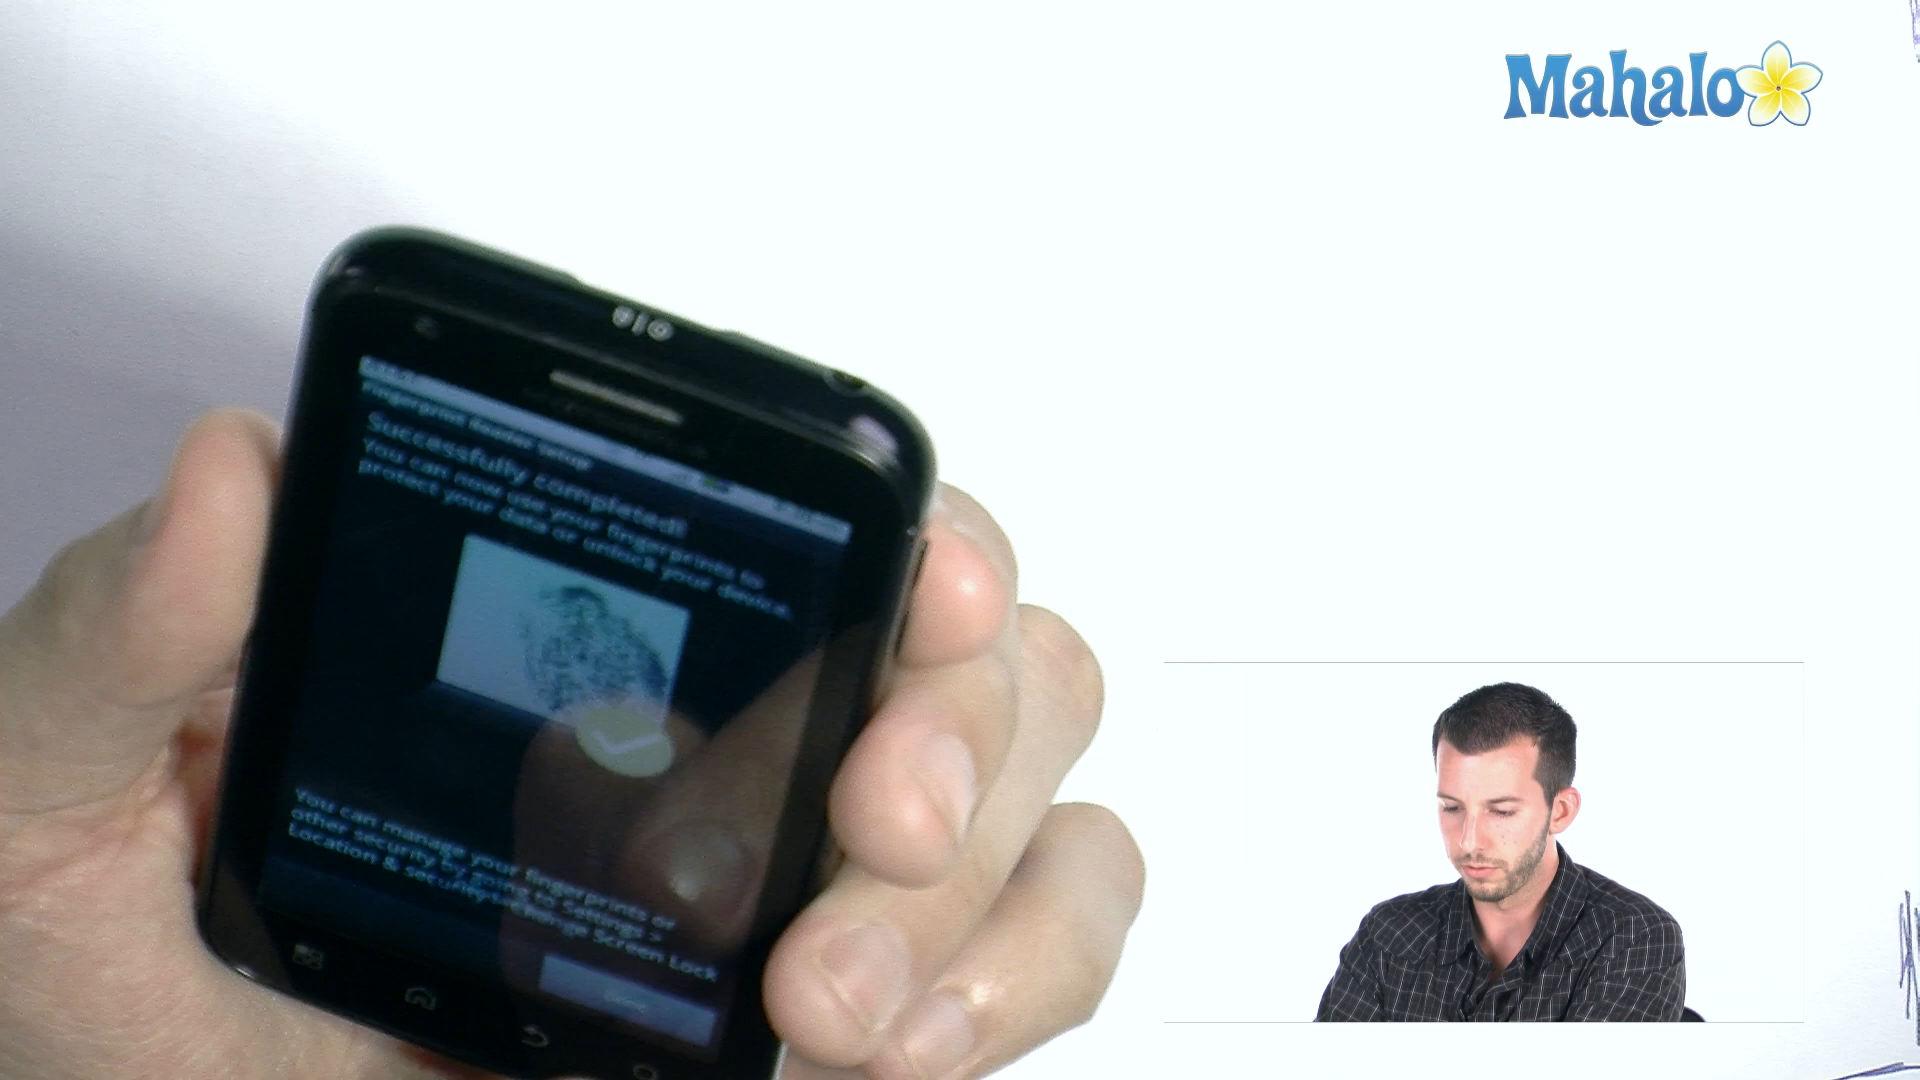 Mahalo
Fingerprint Reader Setup
Successfully completed!
You can now use your fingerprints to
protect your data or unlock your device.
You can manage your fingerprints or
other security by going to Settings >
Location & security > Change Screen Lock